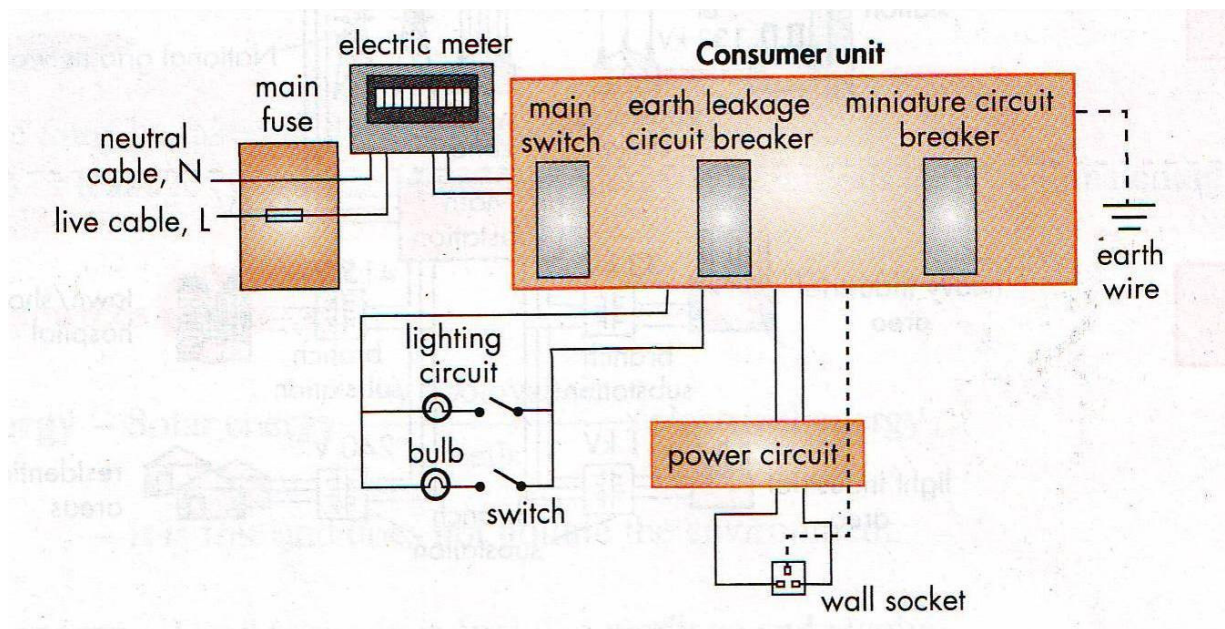 electric meter
Consumer unit
main
fuse
main
switch
earth leakage
circuit breaker
miniature circuit
breaker
neutral
cable, N
live cable, L
earth
wire
lighting
circuit
bulb
switch
power circuit
wall socket